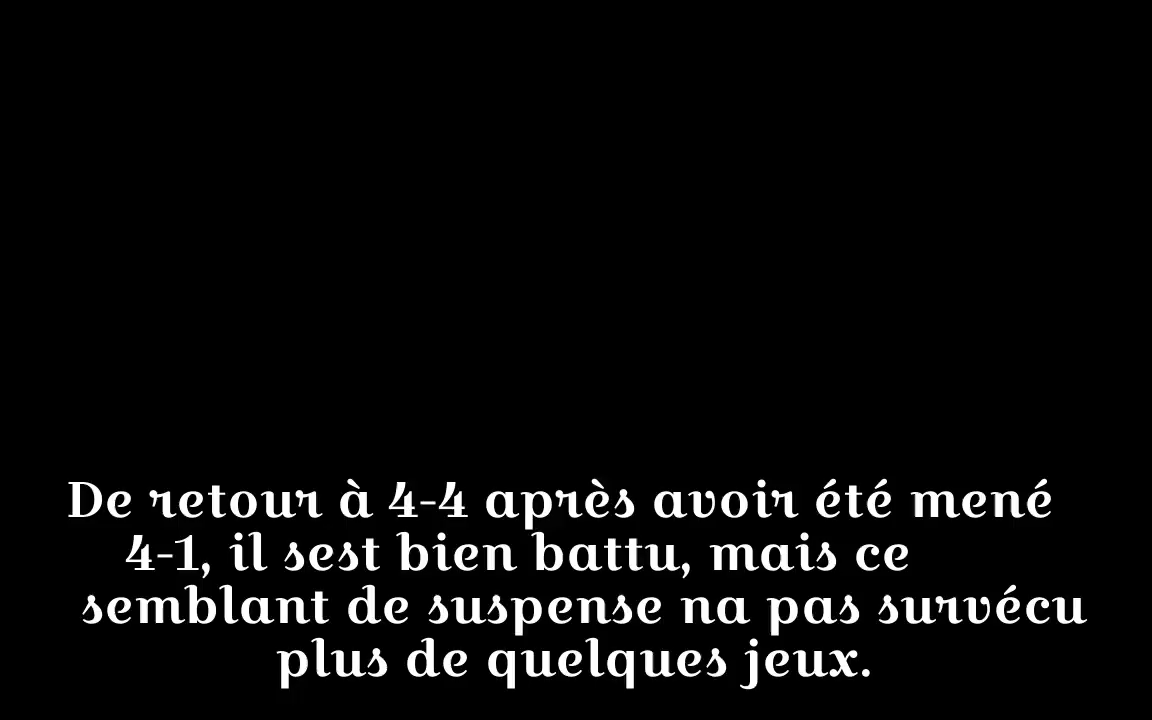 De retour à 4-4 après avoir été mené
4-1, il sest bien battu, mais ce
semblant de suspense na pas survécu
plus de quelques jeux.